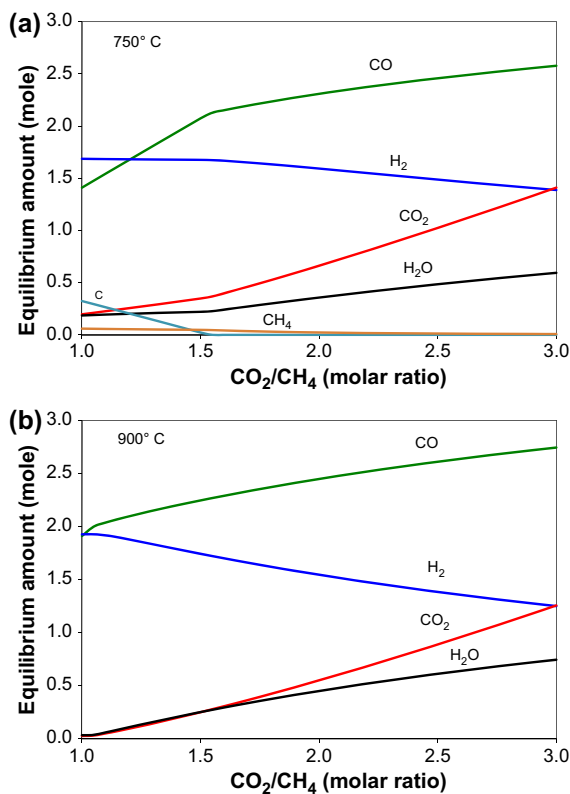 (a)
750° C
3.0
2.5
2.0
1.5
1.0
0.5
0.0
Equilibrium amount (mole)
CO
H₂
CO₂
H₂O
C
CH₄
1.0 1.5 2.0 2.5 3.0
CO₂/CH₄ (molar ratio)
(b)
900° C
3.0
2.5
2.0
1.5
1.0
0.5
0.0
Equilibrium amount (mole)
CO
H₂
CO₂
H₂O
1.0 1.5 2.0 2.5 3.0
CO₂/CH₄ (molar ratio)